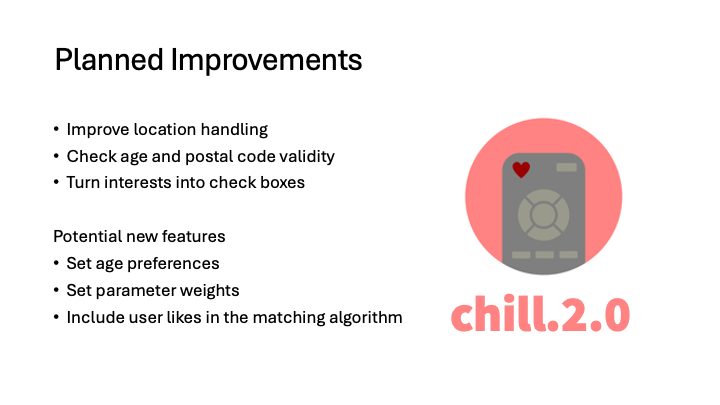 Planned Improvements
• Improve location handling
• Check age and postal code validity
• Turn interests into check boxes
Potential new features
• Set age preferences
• Set parameter weights
• Include user likes in the matching algorithm
chill.2.0